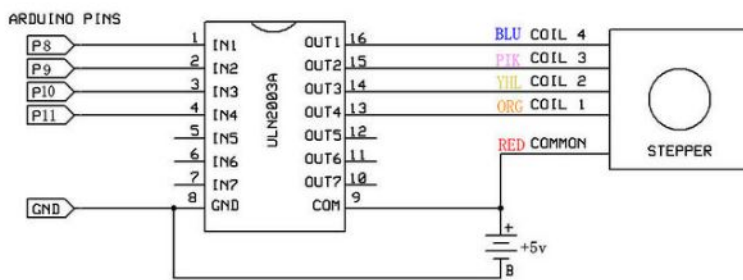 ARDUINO PINS
P8 1 IN1 OUT1 16 BLU COIL 4
P9 2 IN2 OUT2 15 PIK COIL 3
P10 3 IN3 OUT3 14 YHL COIL 2
P11 4 IN4 OUT4 13 ORG COIL 1
5 IN5 OUT5 12
6 IN6 OUT6 11 RED COMMON STEPPER
7 IN7 OUT7 10
GND 8 GND COM 9
ULN2003A
+
+5v
B